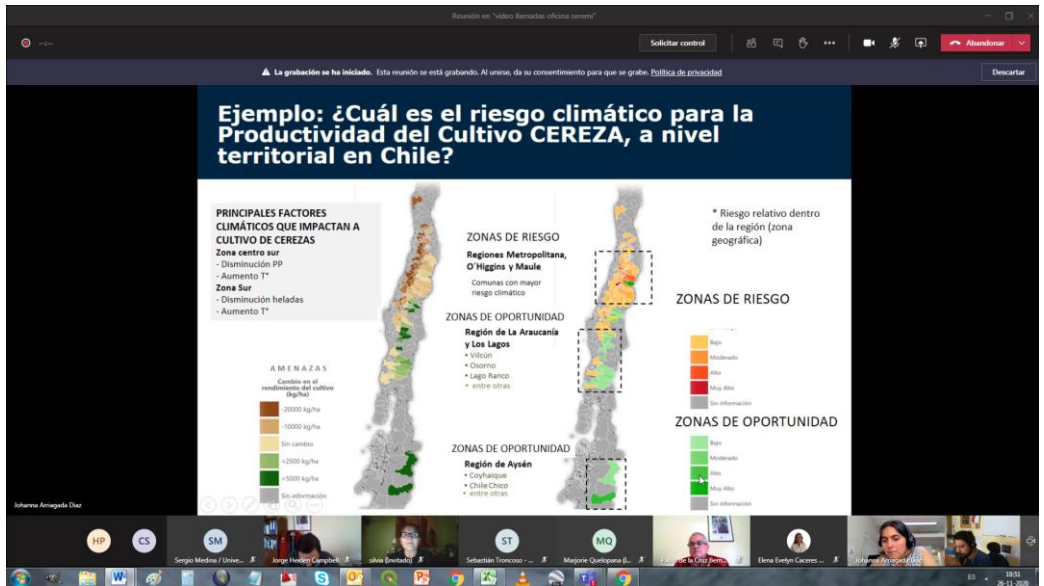 Reunión en "video llamadas oficina seremi"
--:--
Solicitar control
Abandonar
La grabación se ha iniciado. Esta reunión se está grabando. Al unirse, da su consentimiento para que se grabe. Política de privacidad
Descartar
Ejemplo: ¿Cuál es el riesgo climático para la
Productividad del Cultivo CEREZA, a nivel
territorial en Chile?
PRINCIPALES FACTORES
CLIMÁTICOS QUE IMPACTAN A
CULTIVO DE CEREZAS
Zona centro sur
- Disminución PP
- Aumento T°
Zona Sur
- Disminución heladas
- Aumento T°
AMENAZAS
Cambio en el
rendimiento del cultivo
(kg/ha)
-20000 kg/ha
-10000 kg/ha
Sin cambio
+2500 kg/ha
+5000 kg/ha
Sin información
ZONAS DE RIESGO
Regiones Metropolitana,
O´Higgins y Maule
Comunas con mayor
riesgo climático
ZONAS DE OPORTUNIDAD
Región de La Araucanía
y Los Lagos
• Vilcún
• Osorno
• Lago Ranco
• entre otras
ZONAS DE OPORTUNIDAD
Región de Aysén
• Coyhaique
• Chile Chico
• entre otras
* Riesgo relativo dentro
de la región (zona
geográfica)
ZONAS DE RIESGO
Bajo
Moderado
Alto
Muy Alto
Sin información
ZONAS DE OPORTUNIDAD
Bajo
Moderado
Alto
Muy Alto
Sin información
Johanna Arriagada Diaz
HP
CS
SM
ST
MQ
Sergio Medina / Unive...
Jorge Heiden Campbell
silvia (Invitado)
Sebastián Troncoso - ...
Marjorie Quelopana (I...
de la Cruz Bern...
Elena Evelyn Caceres ...
Johanna Arriagada Diaz
ES
10:51
26-11-2020